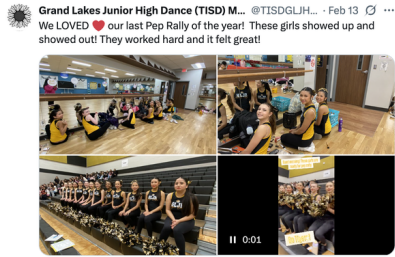 Grand Lakes Junior High Dance (TISD) M... @TISDGLJH... · Feb 13
We LOVED ❤️ our last Pep Rally of the year! These girls showed up and
showed out! They worked hard and it felt great!
0:01